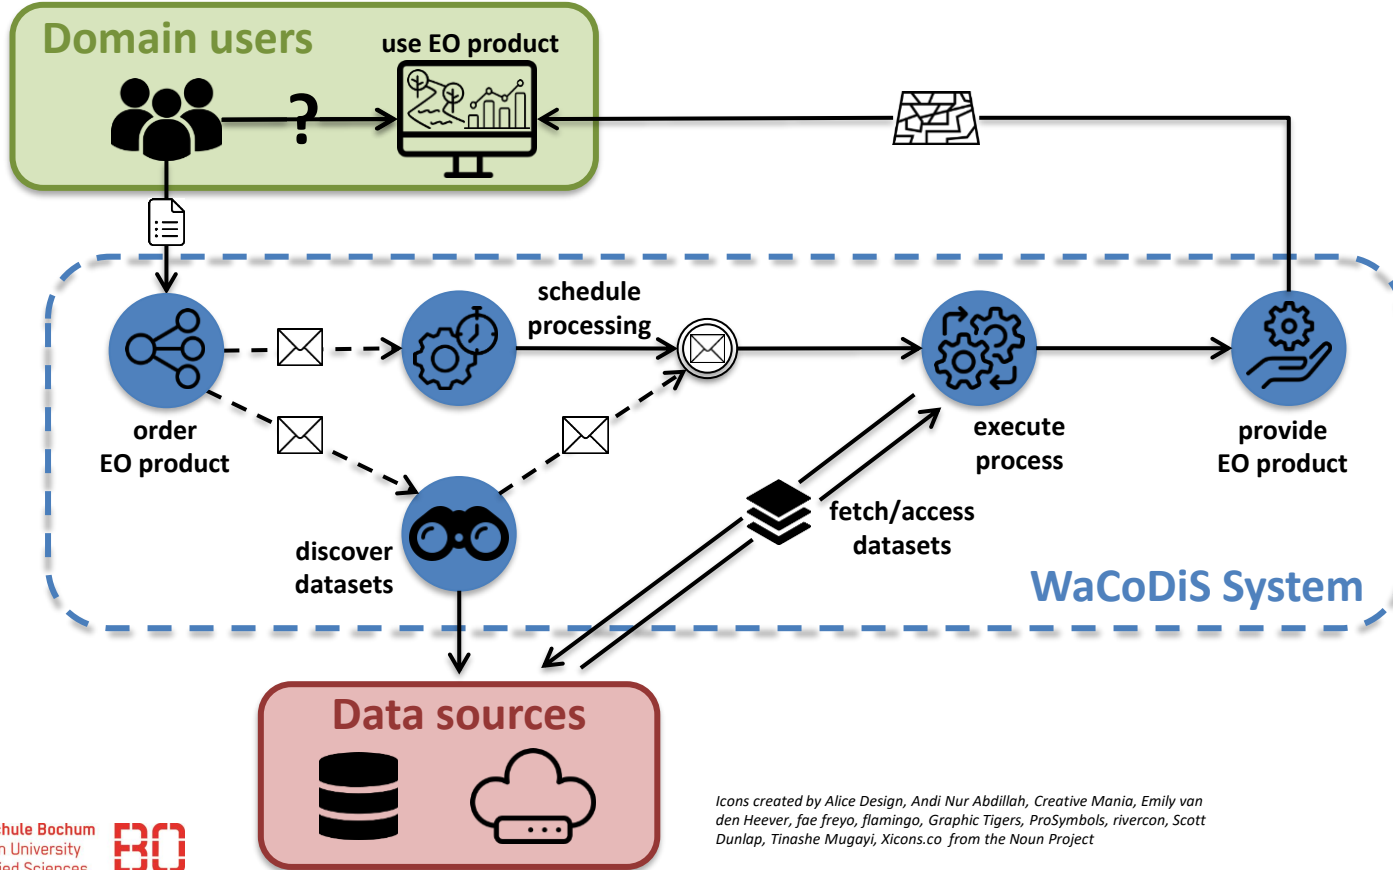 Domain users
use EO product
?
schedule
processing
order
EO product
execute
process
provide
EO product
discover
datasets
fetch/access
datasets
WaCoDiS System
Data sources
Icons created by Alice Design, Andi Nur Abdillah, Creative Mania, Emily van
den Heever, fae freyo, flamingo, Graphic Tigers, ProSymbols, rivercon, Scott
Dunlap, Tinashe Mugayi, Xicons.co from the Noun Project
Bochum
University
Sciences
BO